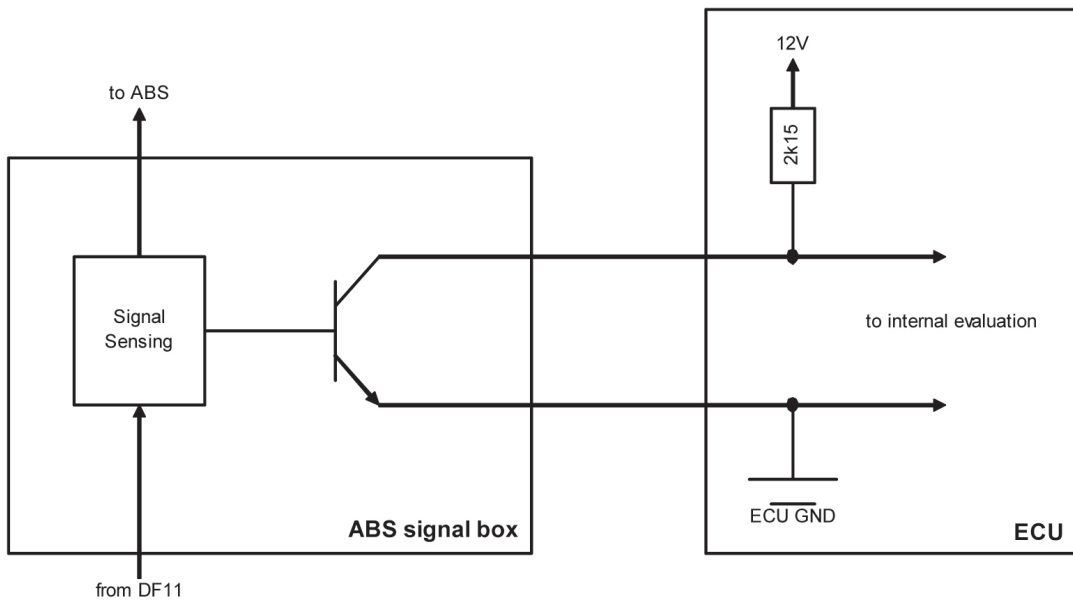 12V
to ABS
2k15
Signal
Sensing
to internal evaluation
ECU GND
ABS signal box
ECU
from DF11